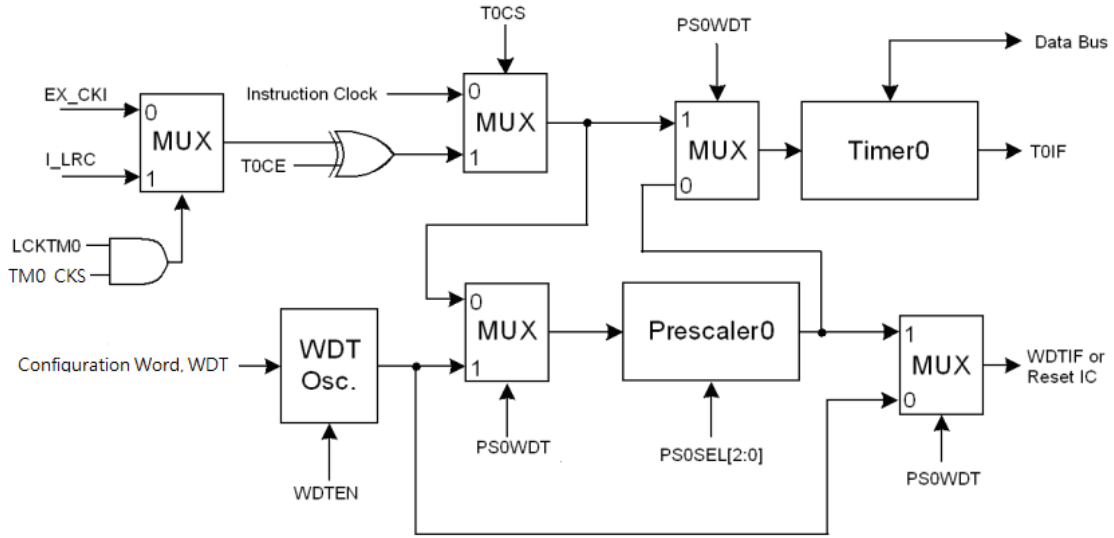 T0CS
PS0WDT
Data Bus
EX_CKI
0
MUX
I_LRC
1
Instruction Clock
0
MUX
1
T0CE
1
MUX
0
Timer0
T0IF
LCKTM0
TM0 CKS
0
MUX
1
Prescaler0
1
MUX
0
WDTIF or
Reset IC
Configuration Word, WDT
WDT
Osc.
PS0WDT
PS0SEL[2:0]
PS0WDT
WDTEN